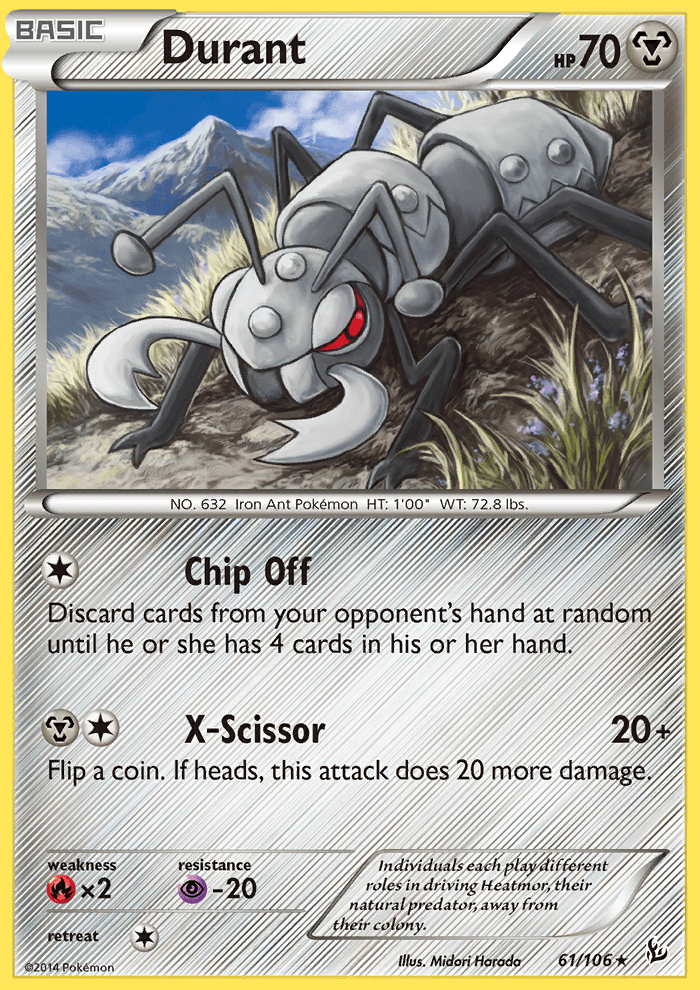 BASIC
Durant
HP70
NO. 632 Iron Ant Pokémon HT: 1'00" WT: 72.8 lbs.
Chip Off
Discard cards from your opponent's hand at random
until he or she has 4 cards in his or her hand.
X-Scissor 20+
Flip a coin. If heads, this attack does 20 more damage.
weakness
×2
resistance
-20
retreat
Individuals each play different
roles in driving Heatmor, their
natural predator, away from
their colony.
©2014 Pokémon
Illus. Midori Harada
61/106★